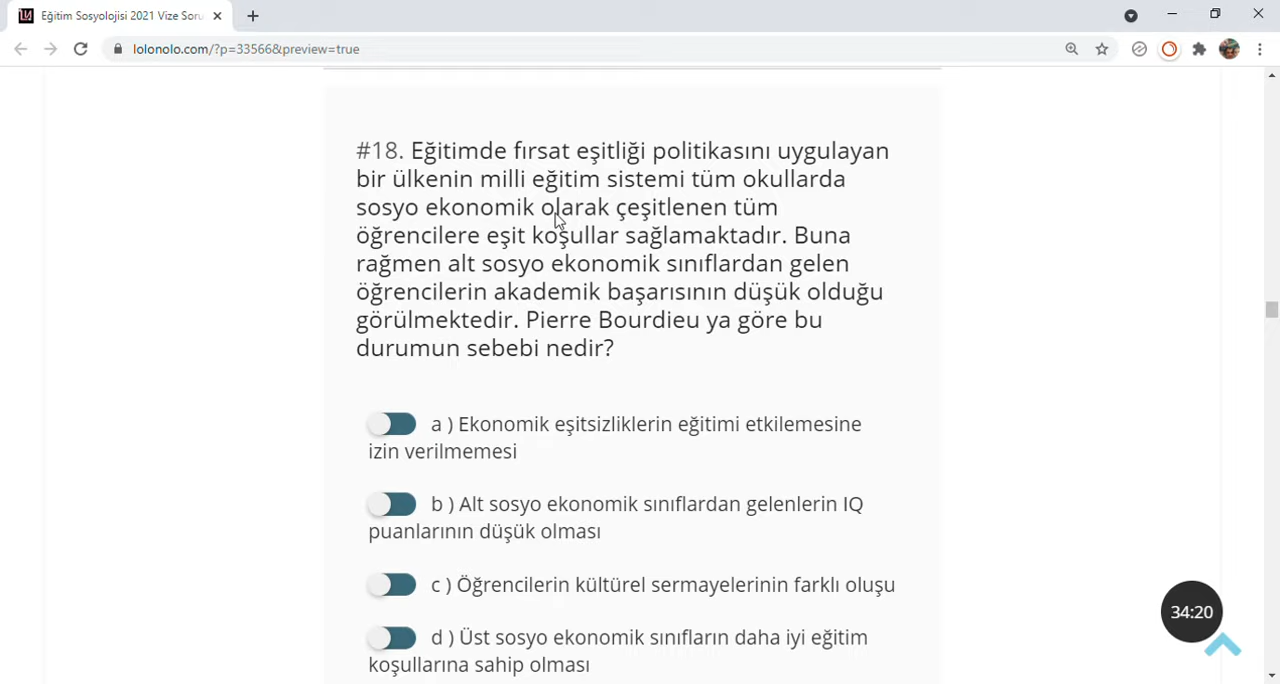 Eğitim Sosyolojisi 2021 Vize Soru
lolonolo.com/?p=33566&preview=true
#18. Eğitimde fırsat eşitliği politikasını uygulayan
bir ülkenin milli eğitim sistemi tüm okullarda
sosyo ekonomik olarak çeşitlenen tüm
öğrencilere eşit koşullar sağlamaktadır. Buna
rağmen alt sosyo ekonomik sınıflardan gelen
öğrencilerin akademik başarısının düşük olduğu
görülmektedir. Pierre Bourdieu ya göre bu
durumun sebebi nedir?
a ) Ekonomik eşitsizliklerin eğitimi etkilemesine
izin verilmemesi
b ) Alt sosyo ekonomik sınıflardan gelenlerin IQ
puanlarının düşük olması
c ) Öğrencilerin kültürel sermayelerinin farklı oluşu
d ) Üst sosyo ekonomik sınıfların daha iyi eğitim
koşullarına sahip olması
34:20